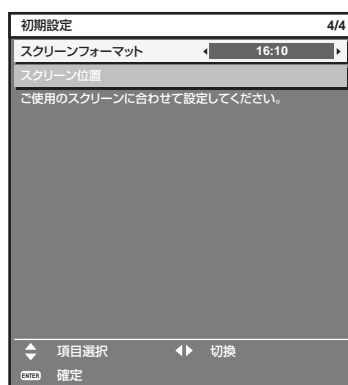 初期設定 4/4
スクリーンフォーマット 16:10
スクリーン位置
ご使用のスクリーンに合わせて設定してください。
項目選択 切換
ENTER 確定